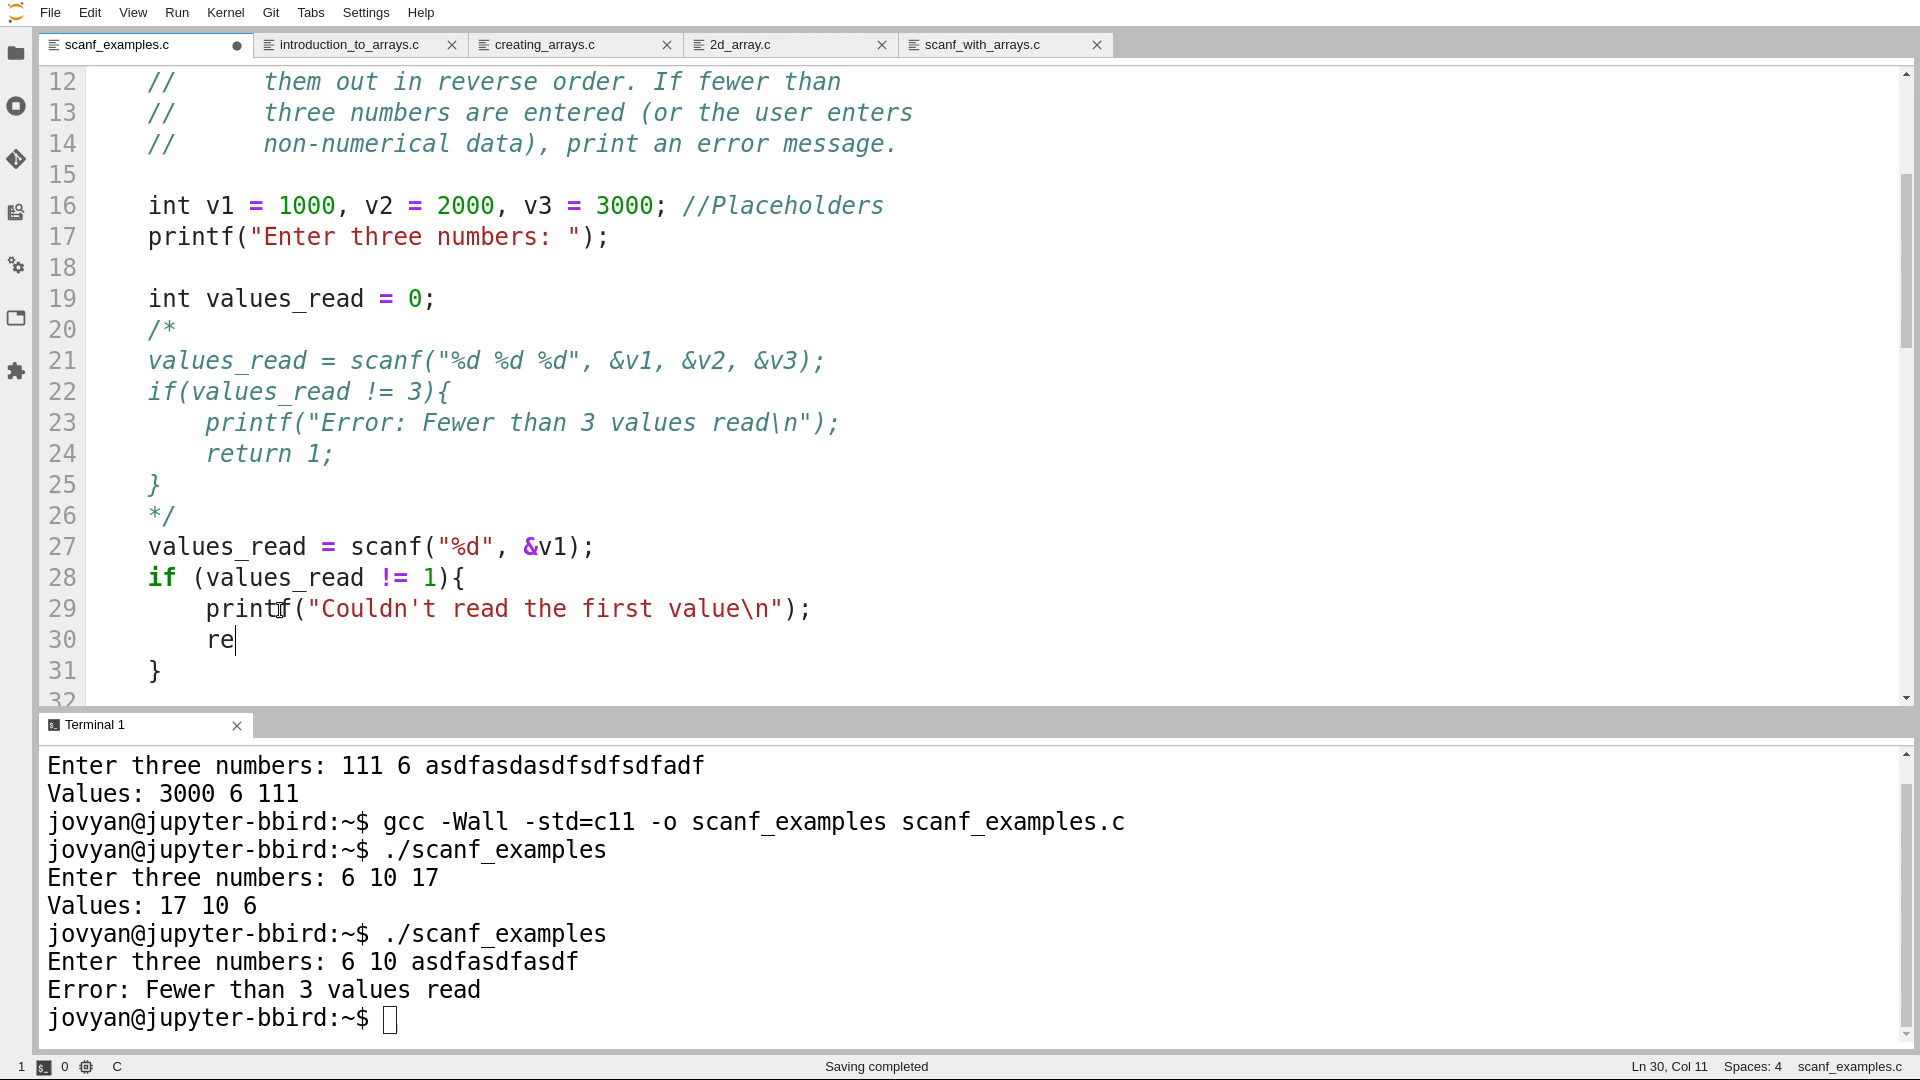 File Edit View Run Kernel Git Tabs Settings Help
scanf_examples.c introduction_to_arrays.c creating_arrays.c 2d_array.c scanf_with_arrays.c
12 //      them out in reverse order. If fewer than
13 //      three numbers are entered (or the user enters
14 //      non-numerical data), print an error message.
15
16 int v1 = 1000, v2 = 2000, v3 = 3000; //Placeholders
17 printf("Enter three numbers: ");
18
19 int values_read = 0;
20 /*
21 values_read = scanf("%d %d %d", &v1, &v2, &v3);
22 if(values_read != 3){
23     printf("Error: Fewer than 3 values read\n");
24     return 1;
25 }
26 */
27 values_read = scanf("%d", &v1);
28 if (values_read != 1){
29     printf("Couldn't read the first value\n");
30     re
31 }
32
Terminal 1
Enter three numbers: 111 6 asdfasdasdfsdfsdfadf
Values: 3000 6 111
jovyan@jupyter-bbird:~$ gcc -Wall -std=c11 -o scanf_examples scanf_examples.c
jovyan@jupyter-bbird:~$ ./scanf_examples
Enter three numbers: 6 10 17
Values: 17 10 6
jovyan@jupyter-bbird:~$ ./scanf_examples
Enter three numbers: 6 10 asdfasdfasdf
Error: Fewer than 3 values read
jovyan@jupyter-bbird:~$
1 0 C Saving completed Ln 30, Col 11 Spaces: 4 scanf_examples.c